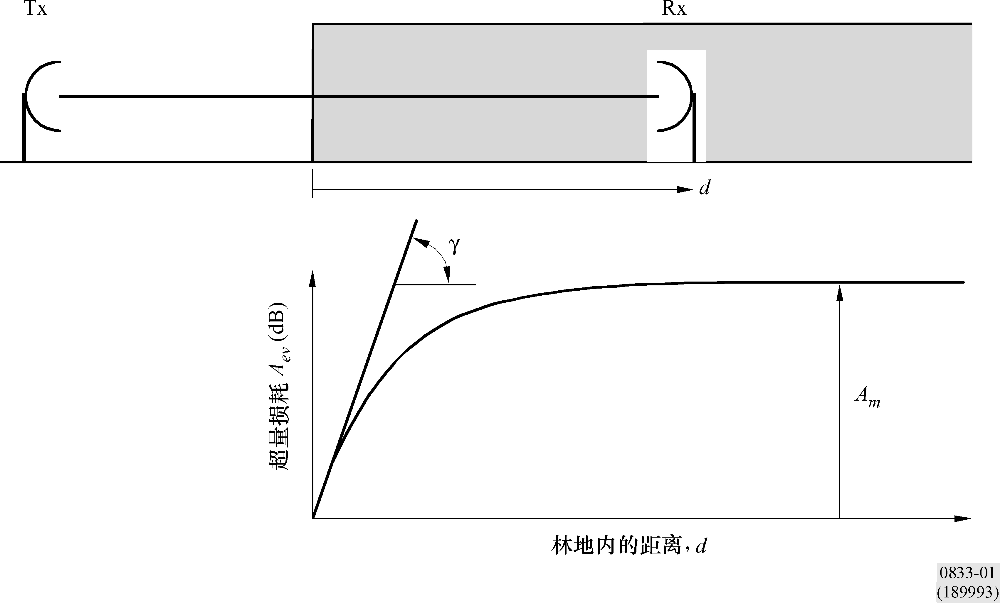 Tx
Rx
d
γ
超量损耗 Aev (dB)
Am
林地内的距离, d
0833-01
(189993)